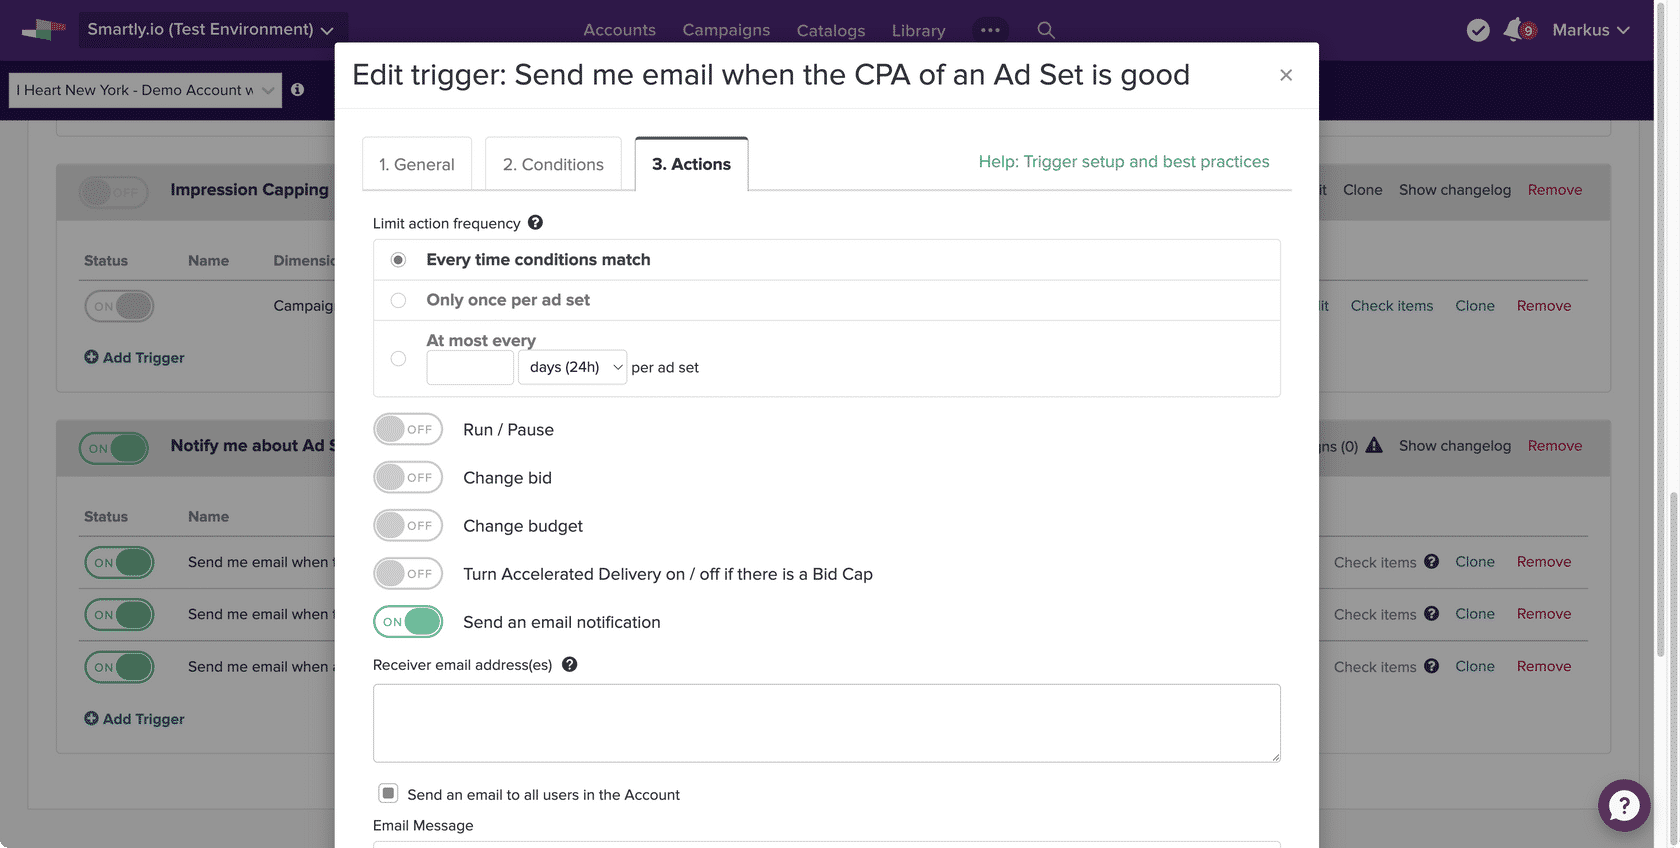 Smartly.io (Test Environment)
Accounts Campaigns Catalogs Library
9 Markus
I Heart New York - Demo Account w
Edit trigger: Send me email when the CPA of an Ad Set is good
1. General
2. Conditions
3. Actions
Help: Trigger setup and best practices
Limit action frequency
Every time conditions match
Only once per ad set
At most every
days (24h) per ad set
OFF Run / Pause
OFF Change bid
OFF Change budget
OFF Turn Accelerated Delivery on / off if there is a Bid Cap
ON Send an email notification
Receiver email address(es)
Send an email to all users in the Account
Email Message
OFF Impression Capping
Clone Show changelog Remove
Status Name
ON Campaig
Check items Clone Remove
Add Trigger
ON Notify me about Ad S
(0) Show changelog Remove
Status Name
ON Send me email when
Check items Clone Remove
ON Send me email when
Check items Clone Remove
ON Send me email when
Check items Clone Remove
Add Trigger